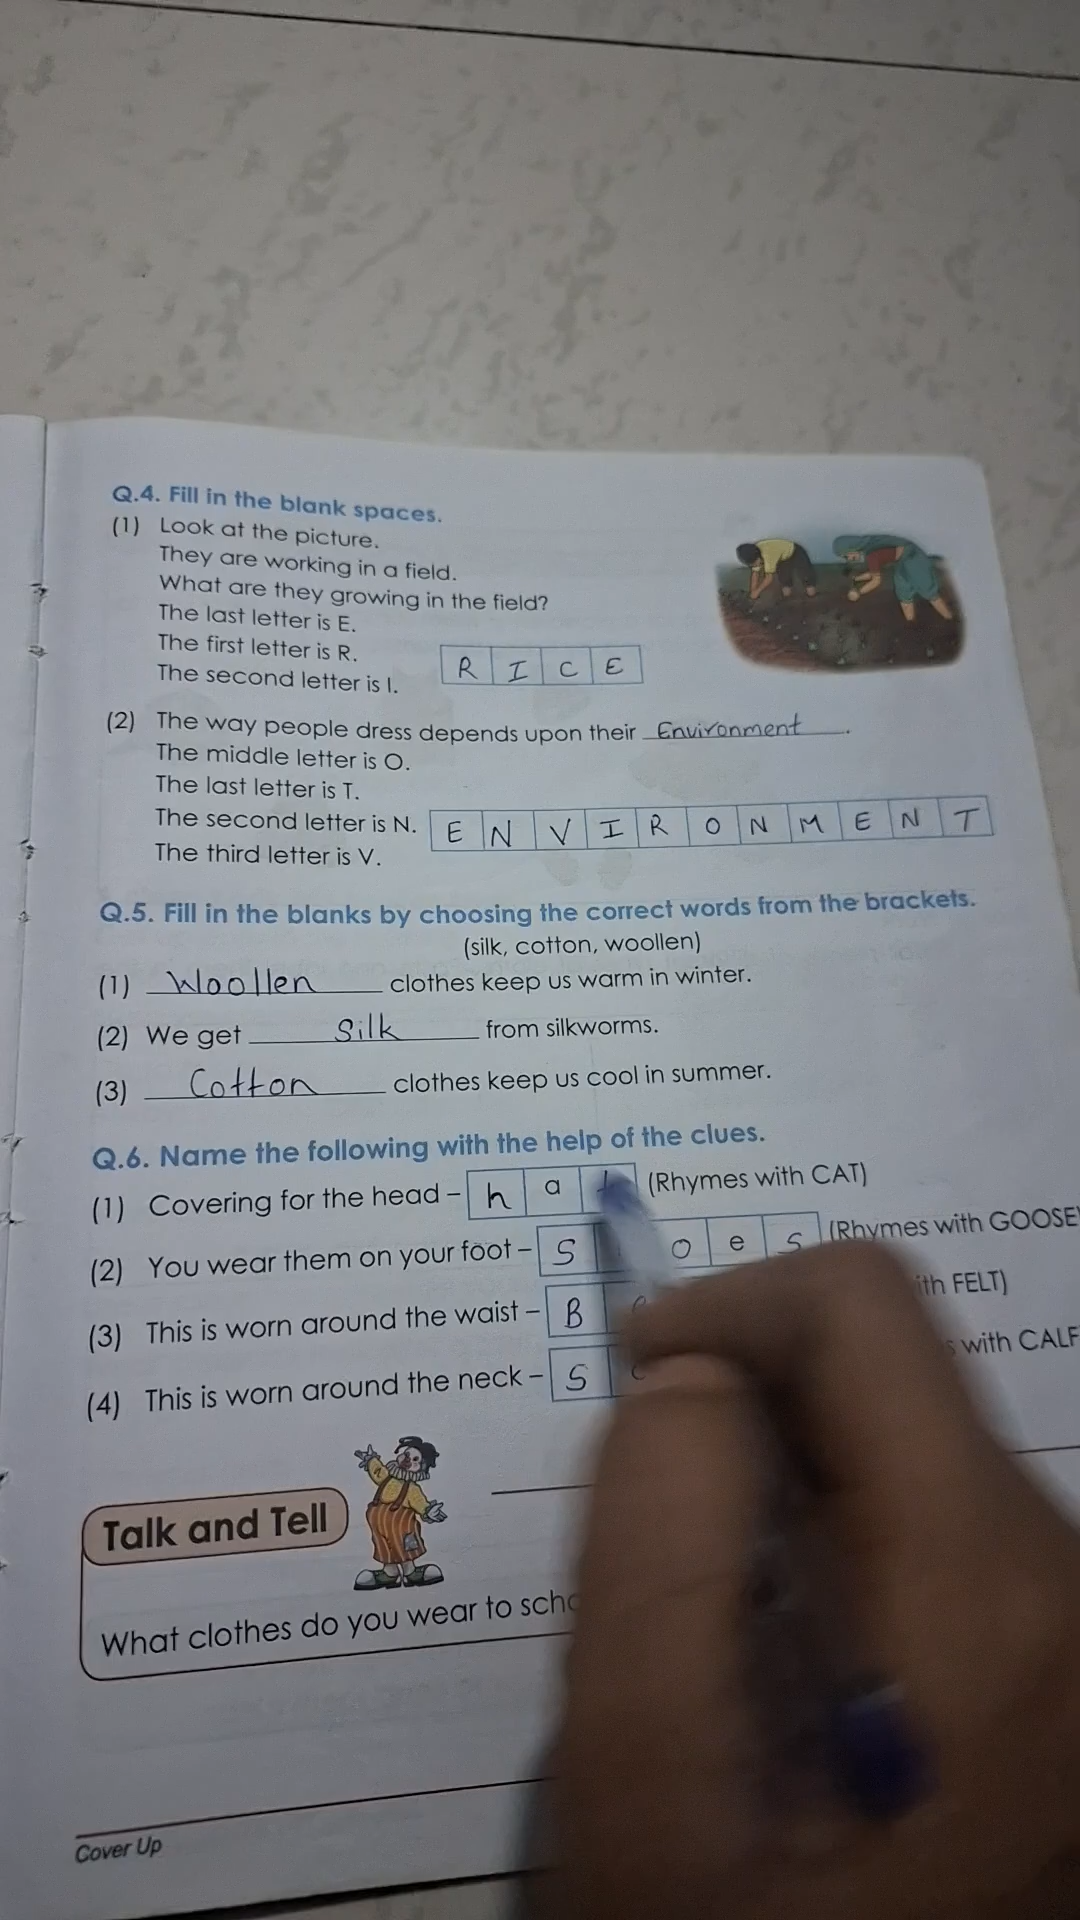 Q.4. Fill in the blank spaces.
(1) Look at the picture.
They are working in a field.
What are they growing in the field?
The last letter is E.
The first letter is R.
The second letter is I.
R I C E
(2) The way people dress depends upon their Environment.
The middle letter is O.
The last letter is T.
The second letter is N.
E N V I R O N M E N T
The third letter is V.
Q.5. Fill in the blanks by choosing the correct words from the brackets.
(silk, cotton, woollen)
(1) Woollen clothes keep us warm in winter.
(2) We get Silk from silkworms.
(3) Cotton clothes keep us cool in summer.
Q.6. Name the following with the help of the clues.
(1) Covering for the head – h a t (Rhymes with CAT)
(2) You wear them on your foot – S o e s (Rhymes with GOOSE
(3) This is worn around the waist – B ith FELT)
(4) This is worn around the neck – S s with CALF
Talk and Tell
What clothes do you wear to scho
Cover Up